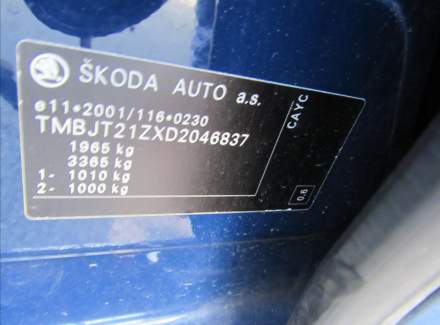 ŠKODA AUTO a.s.
e11*2001/116*0230
TMBJT21ZXD2046837
1965 kg
3365 kg
1- 1010 kg
2- 1000 kg
CAYC
0.6